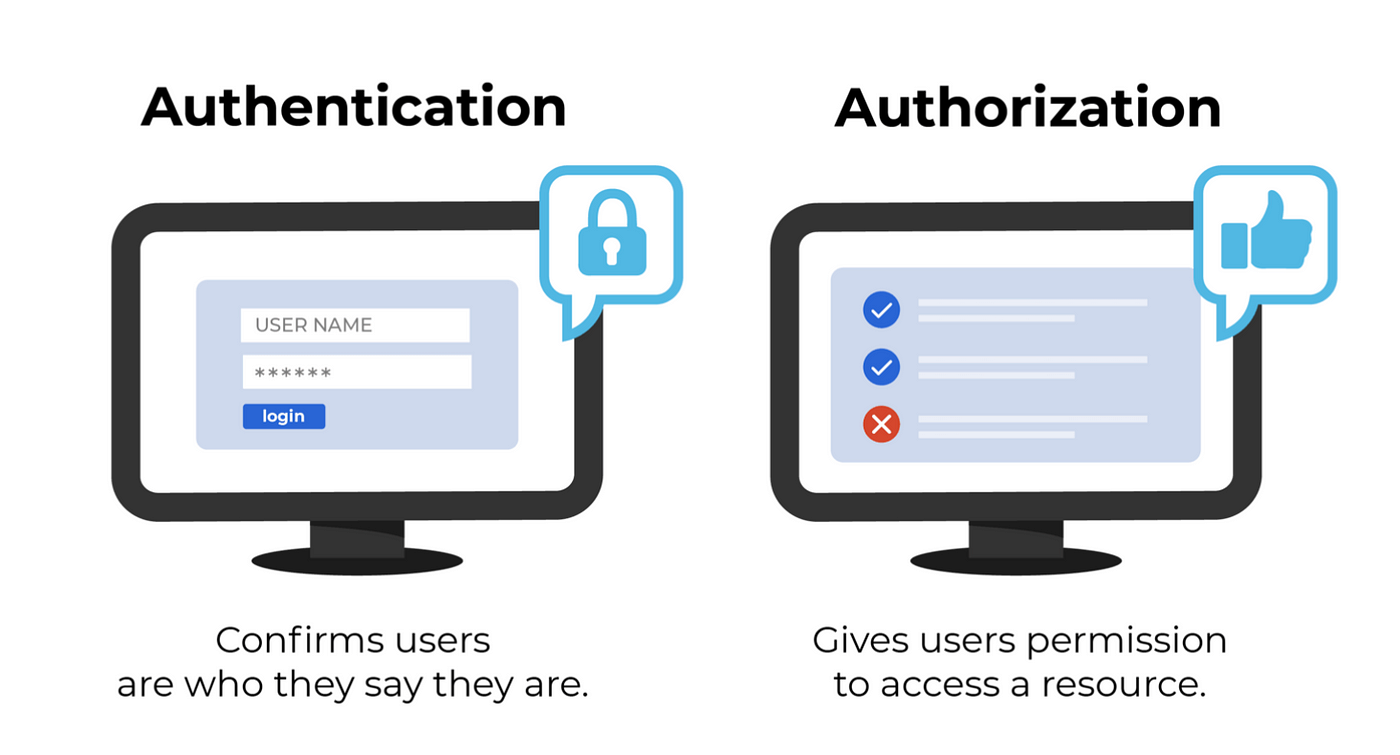 Authentication
USER NAME
******
login
Confirms users
are who they say they are.
Authorization
Gives users permission
to access a resource.